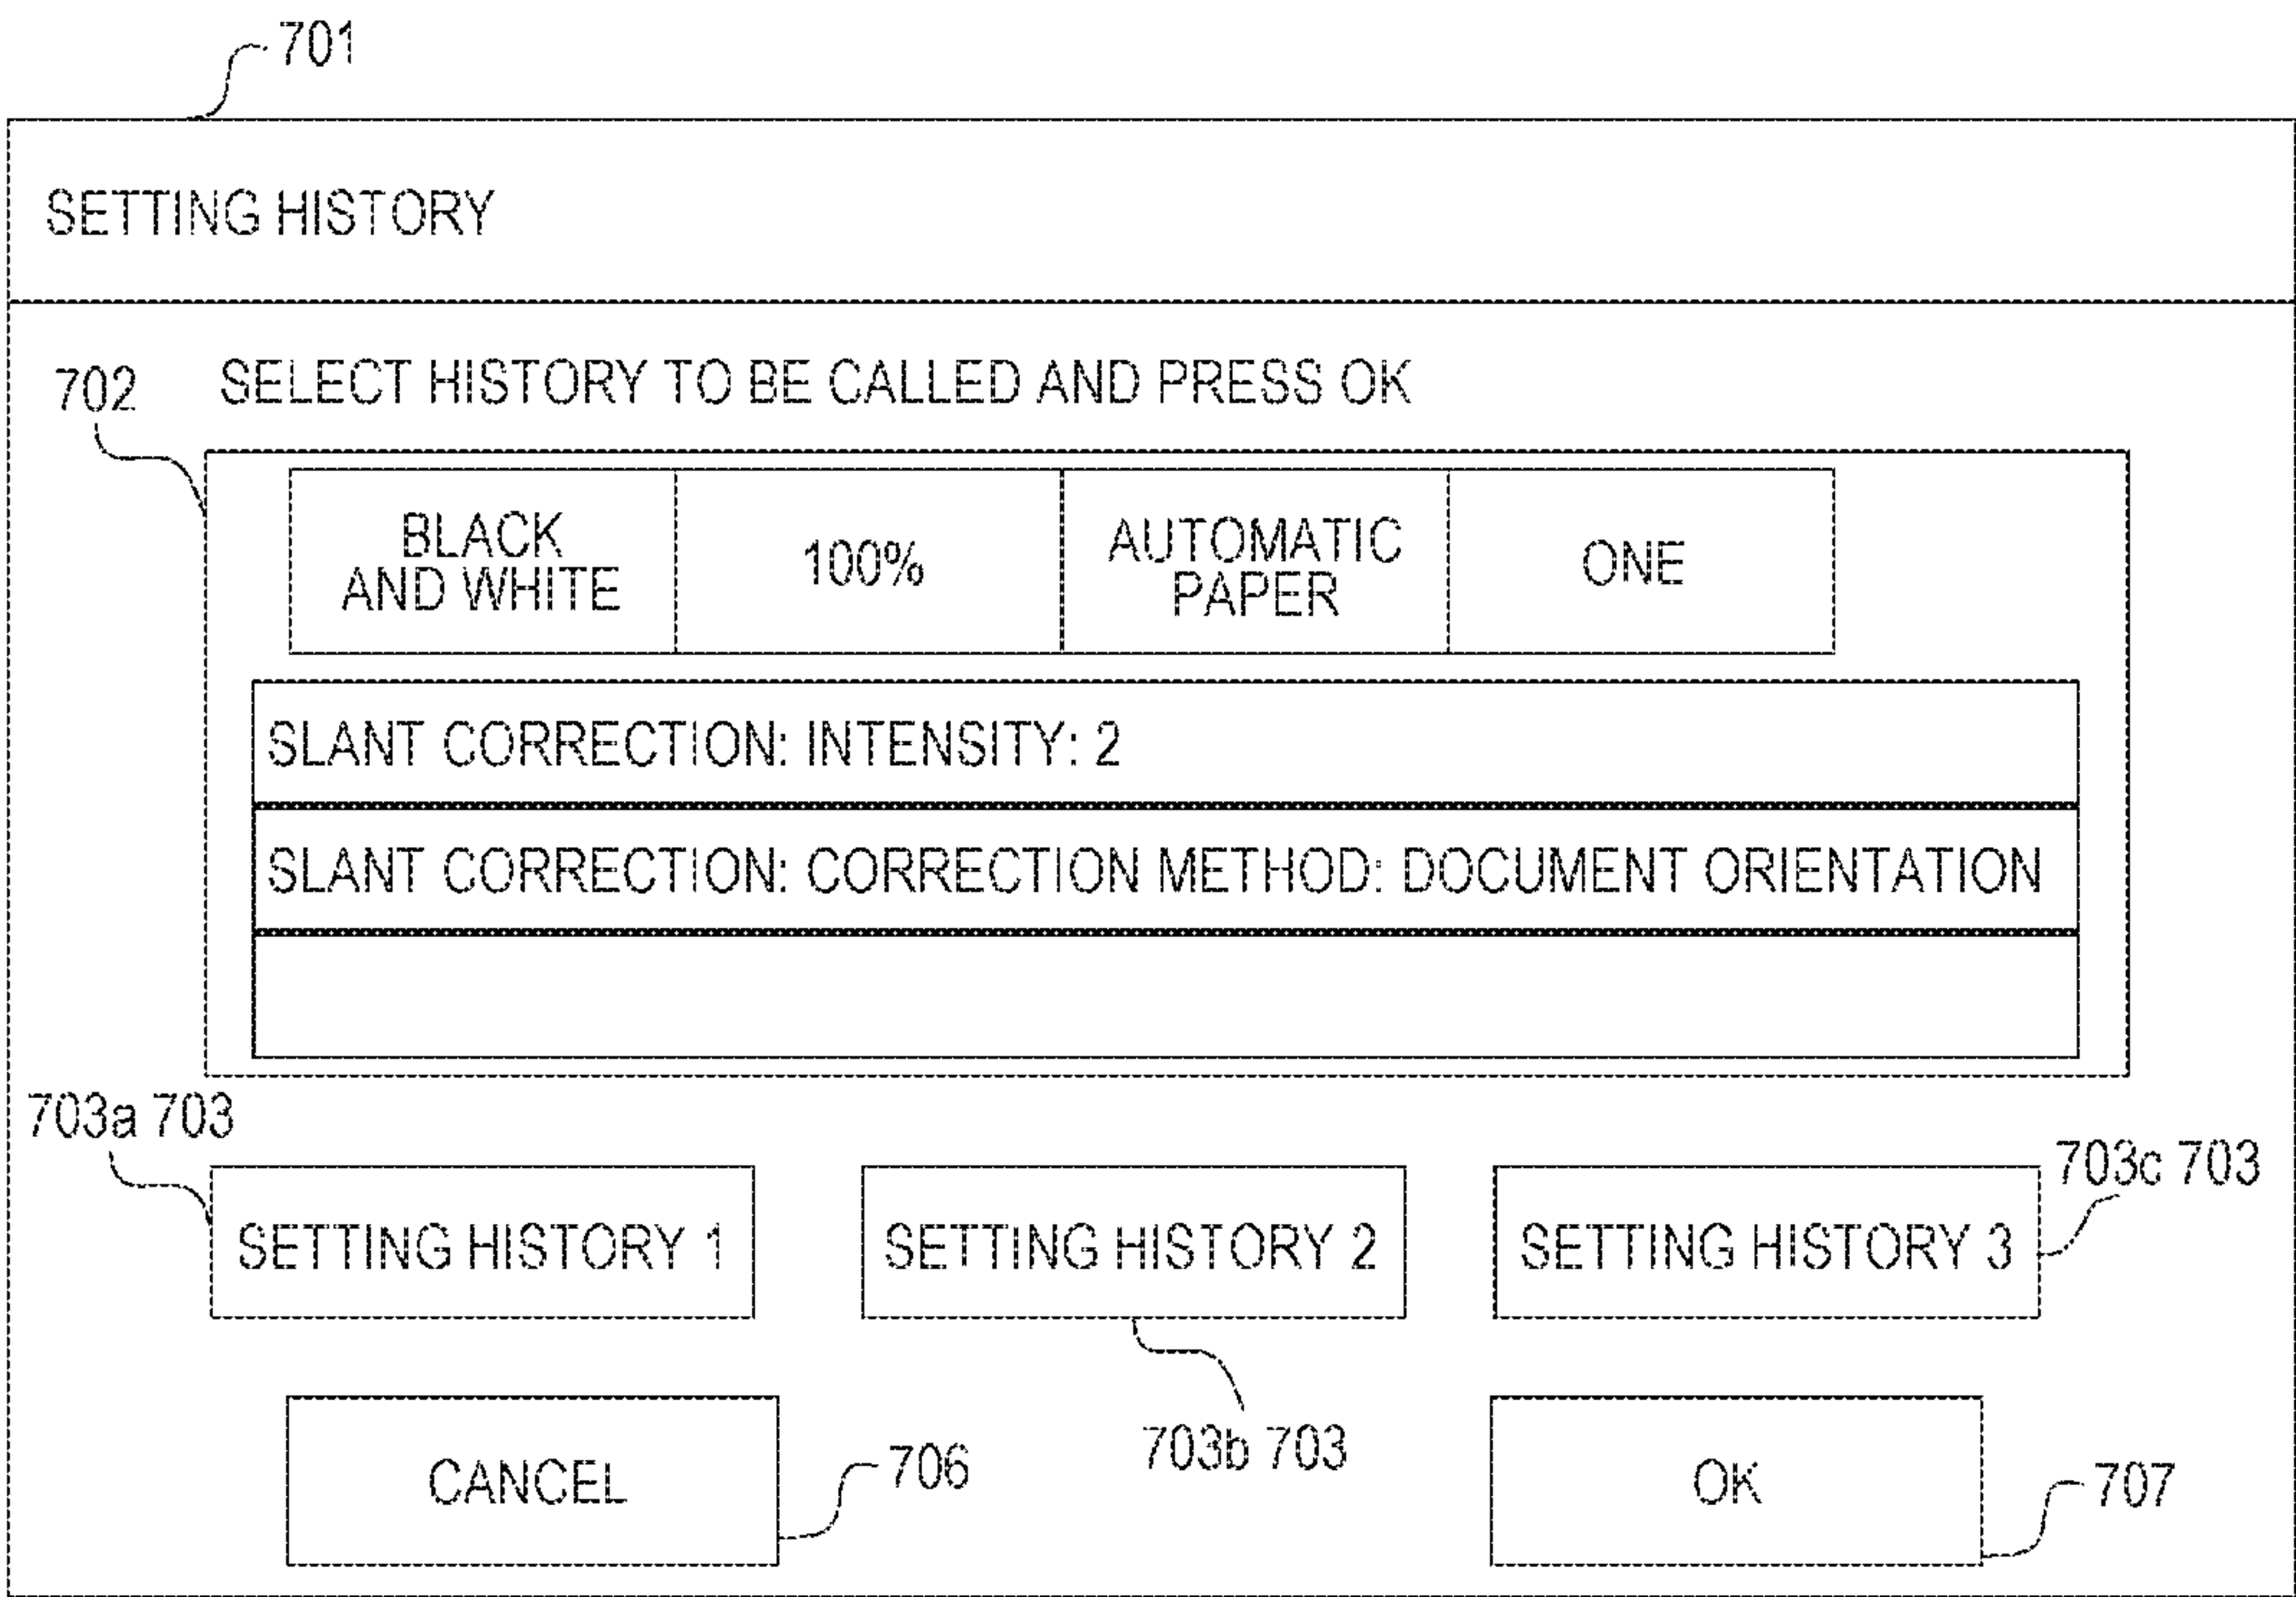 701
SETTING HISTORY
702
SELECT HISTORY TO BE CALLED AND PRESS OK
BLACK
AND WHITE
100%
AUTOMATIC
PAPER
ONE
SLANT CORRECTION: INTENSITY: 2
SLANT CORRECTION: CORRECTION METHOD: DOCUMENT ORIENTATION
703a 703
SETTING HISTORY 1
SETTING HISTORY 2
SETTING HISTORY 3
703c 703
703b 703
CANCEL
706
OK
707